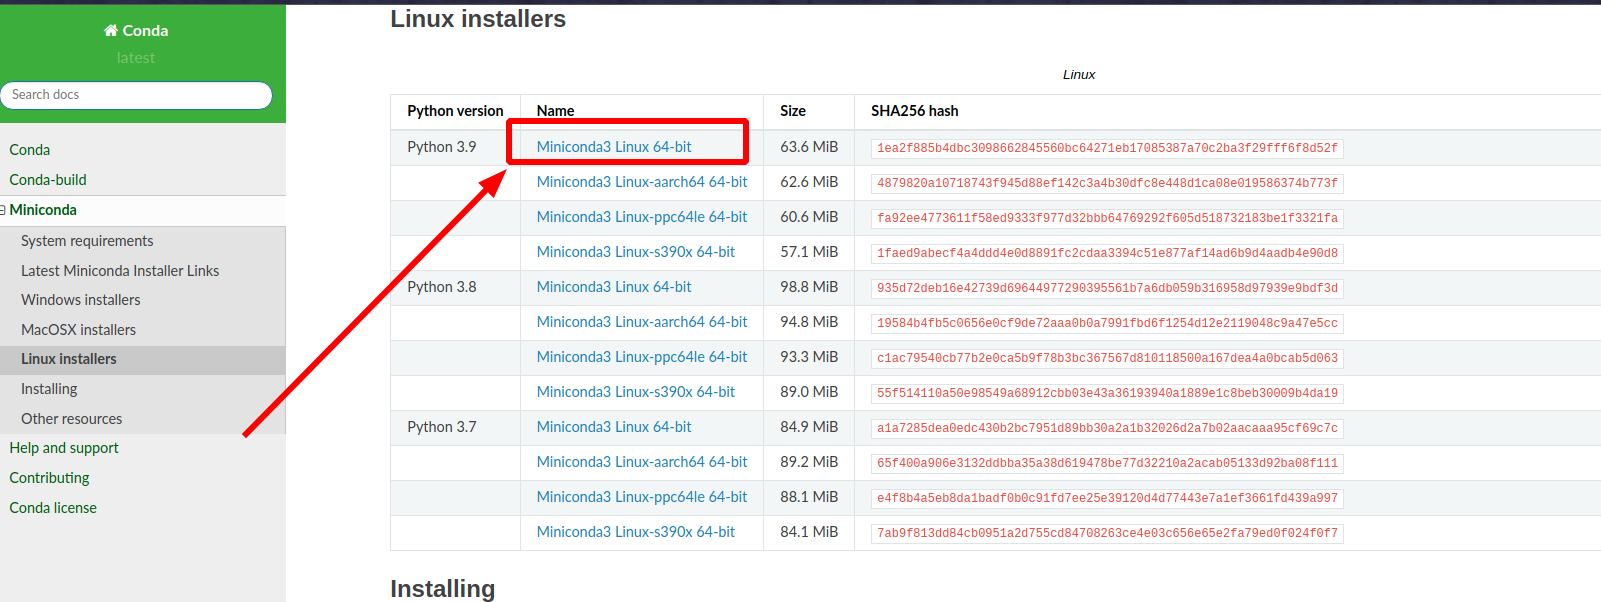 Conda
latest
Search docs
Conda
Conda-build
Miniconda
System requirements
Latest Miniconda Installer Links
Windows installers
MacOSX installers
Linux installers
Installing
Other resources
Help and support
Contributing
Conda license
Linux installers
Linux
Python version Name Size SHA256 hash
Python 3.9 Miniconda3 Linux 64-bit 63.6 MiB 1ea2f885b4dbc3098662845560bc64271eb17085387a70c2ba3f29fff6f8d52f
Miniconda3 Linux-aarch64 64-bit 62.6 MiB 4879820a10718743f945d88ef142c3a4b30dfc8e448d1ca08e019586374b773f
Miniconda3 Linux-ppc64le 64-bit 60.6 MiB fa92ee4773611f58ed9333f977d32bbb64769292f605d518732183be1f3321fa
Miniconda3 Linux-s390x 64-bit 57.1 MiB 1faed9abecf4a4ddd4e0d8891fc2cdaa3394c51e877af14ad6b9d4aadb4e90d8
Python 3.8 Miniconda3 Linux 64-bit 98.8 MiB 935d72deb16e42739d69644977290395561b7a6db059b316958d97939e9bdf3d
Miniconda3 Linux-aarch64 64-bit 94.8 MiB 19584b4fb5c0656e0cf9de72aaa0b0a7991fbd6f1254d12e2119048c9a47e5cc
Miniconda3 Linux-ppc64le 64-bit 93.3 MiB c1ac79540cb77b2e0ca5b9f78b3bc367567d810118500a167dea4a0bcab5d063
Miniconda3 Linux-s390x 64-bit 89.0 MiB 55f514110a50e98549a68912cbb03e43a36193940a1889e1c8beb30009b4da19
Python 3.7 Miniconda3 Linux 64-bit 84.9 MiB a1a7285dea0edc430b2bc7951d89bb30a2a1b32026d2a7b02aacaaa95cf69c7c
Miniconda3 Linux-aarch64 64-bit 89.2 MiB 65f400a906e3132ddbba35a38d619478be77d32210a2acab05133d92ba08f111
Miniconda3 Linux-ppc64le 64-bit 88.1 MiB e4f8b4a5eb8da1badf0b0c91fd7ee25e39120d4d77443e7a1ef3661fd439a997
Miniconda3 Linux-s390x 64-bit 84.1 MiB 7ab9f813dd84cb0951a2d755cd84708263ce4e03c656e65e2fa79ed0f024f0f7
Installing